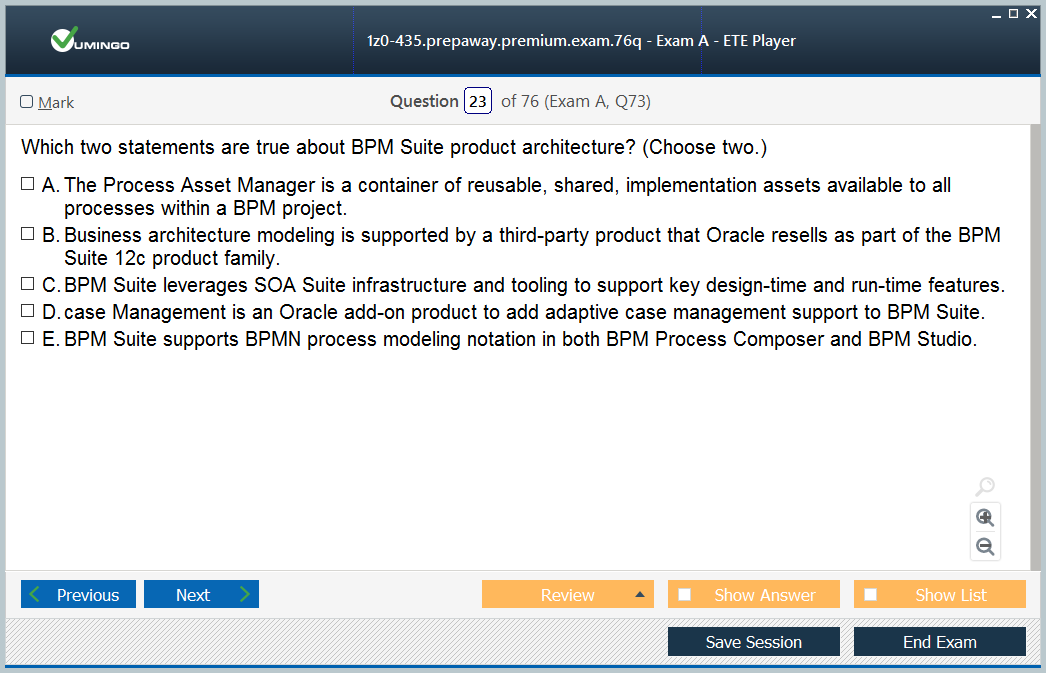 VUMINGO
1z0-435.prepaway.premium.exam.76q - Exam A - ETE Player
Mark
Question 23 of 76 (Exam A, Q73)
Which two statements are true about BPM Suite product architecture? (Choose two.)
A. The Process Asset Manager is a container of reusable, shared, implementation assets available to all
processes within a BPM project.
B. Business architecture modeling is supported by a third-party product that Oracle resells as part of the BPM
Suite 12c product family.
C. BPM Suite leverages SOA Suite infrastructure and tooling to support key design-time and run-time features.
D. case Management is an Oracle add-on product to add adaptive case management support to BPM Suite.
E. BPM Suite supports BPMN process modeling notation in both BPM Process Composer and BPM Studio.
Previous Next Review Show Answer Show List
Save Session End Exam